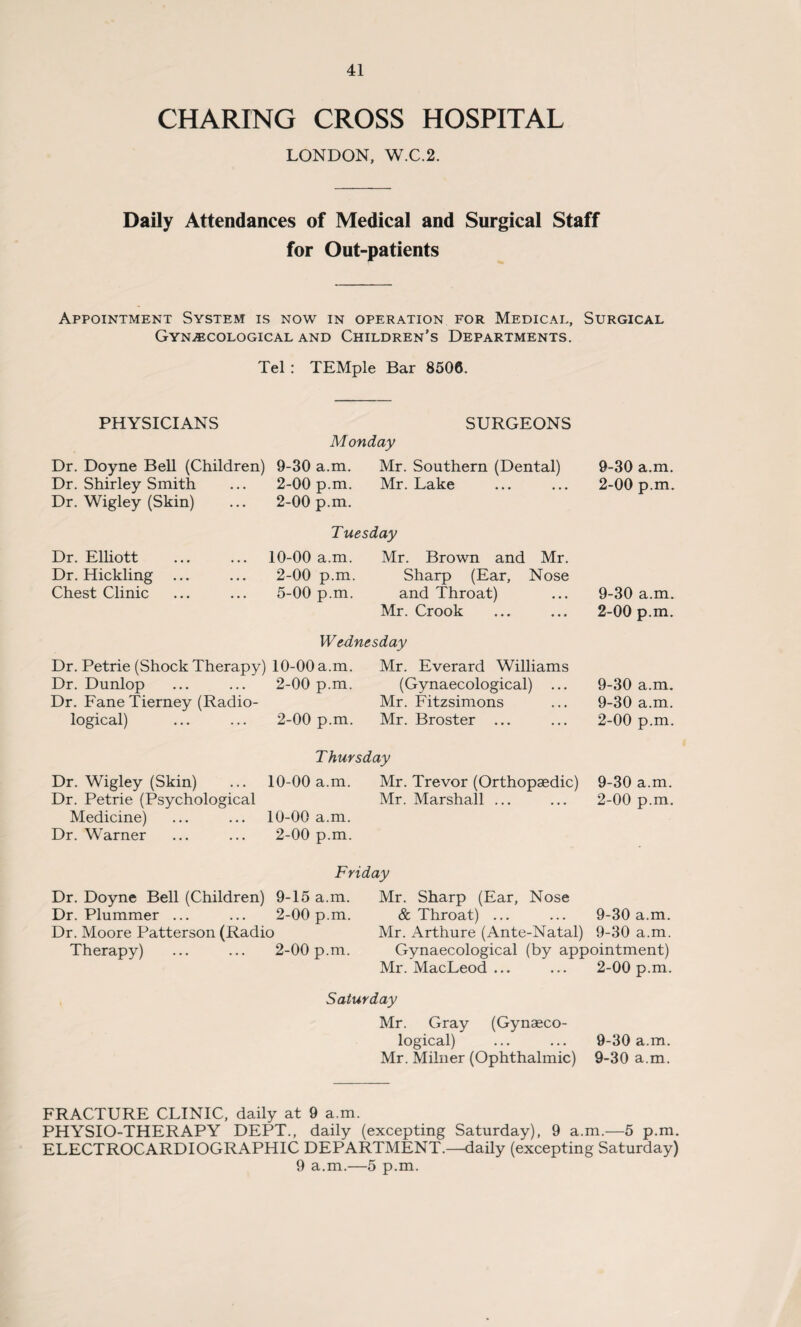 41
CHARING CROSS HOSPITAL
LONDON, W.C.2.
Daily Attendances of Medical and Surgical Staff
for Out-patients
Appointment System is now in operation for Medical, Surgical
Gynæcological and Children's Departments.
Tel : TEMple Bar 8506.
PHYSICIANS SURGEONS
Monday
Dr. Doyne Bell (Children) 9-30 a.m. Mr. Southern (Dental) 9-30 a.m.
Dr. Shirley Smith ... 2-00 p.m. Mr. Lake ... ... 2-00 p.m.
Dr. Wigley (Skin) ... 2-00 p.m.
Tuesday
Dr. Elliott ... ... 10-00 a.m. Mr. Brown and Mr.
Dr. Hickling ... ... 2-00 p.m. Sharp (Ear, Nose
Chest Clinic ... ... 5-00 p.m. and Throat) ... 9-30 a.m.
Mr. Crook ... ... 2-00 p.m.
Wednesday
Dr. Petrie (Shock Therapy) 10-00 a.m. Mr. Everard Williams
Dr. Dunlop ... ... 2-00 p.m. (Gynaecological) ... 9-30 a.m.
Dr. Fane Tierney (Radio- Mr. Fitzsimons ... 9-30 a.m.
logical) ... ... 2-00 p.m. Mr. Broster ... ... 2-00 p.m.
Thursday
Dr. Wigley (Skin) ... 10-00 a.m. Mr. Trevor (Orthopædic) 9-30 a.m.
Dr. Petrie (Psychological Mr. Marshall ... ... 2-00 p.m.
Medicine) ... ... 10-00 a.m.
Dr. Warner ... ... 2-00 p.m.
Friday
Dr. Doyne Bell (Children) 9-15 a.m. Mr. Sharp (Ear, Nose
Dr. Plummer ... ... 2-00 p.m. & Throat) ... ... 9-30 a.m.
Dr. Moore Patterson (Radio Mr. Arthure (Ante-Natal) 9-30 a.m.
Therapy) ... ... 2-00 p.m. Gynaecological (by appointment)
Mr. MacLeod ... ... 2-00 p.m.
Saturday
Mr. Gray (Gynæco-
logical) ... ... 9-30 a.m.
Mr. Milner (Ophthalmic) 9-30 a.m.
FRACTURE CLINIC, daily at 9 a.m.
PHYSIO-THERAPY DEPT., daily (excepting Saturday), 9 a.m.—5 p.m.
ELECTROCARDIOGRAPHIC DEPARTMENT.—daily (excepting Saturday)
9 a.m.—5 p.m.